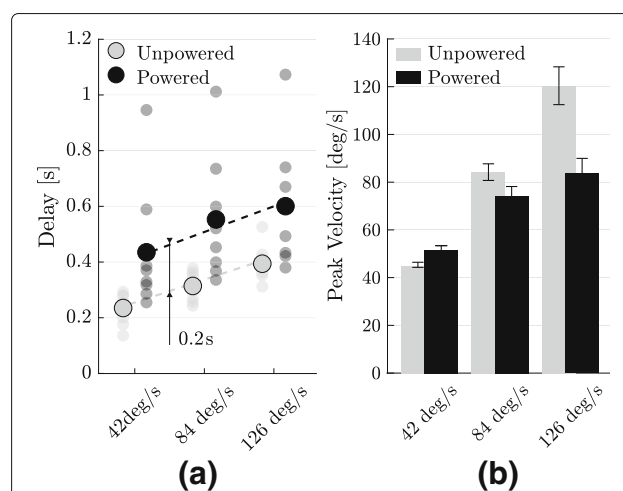 1.2
1
0.8
0.6
0.4
0.2
0
Delay [s]
Unpowered
Powered
0.2s
42deg/s
84 deg/s
126 deg/s
(a)
140
120
100
80
60
40
20
0
Peak Velocity [deg/s]
Unpowered
Powered
42 deg/s
84 deg/s
126 deg/s
(b)